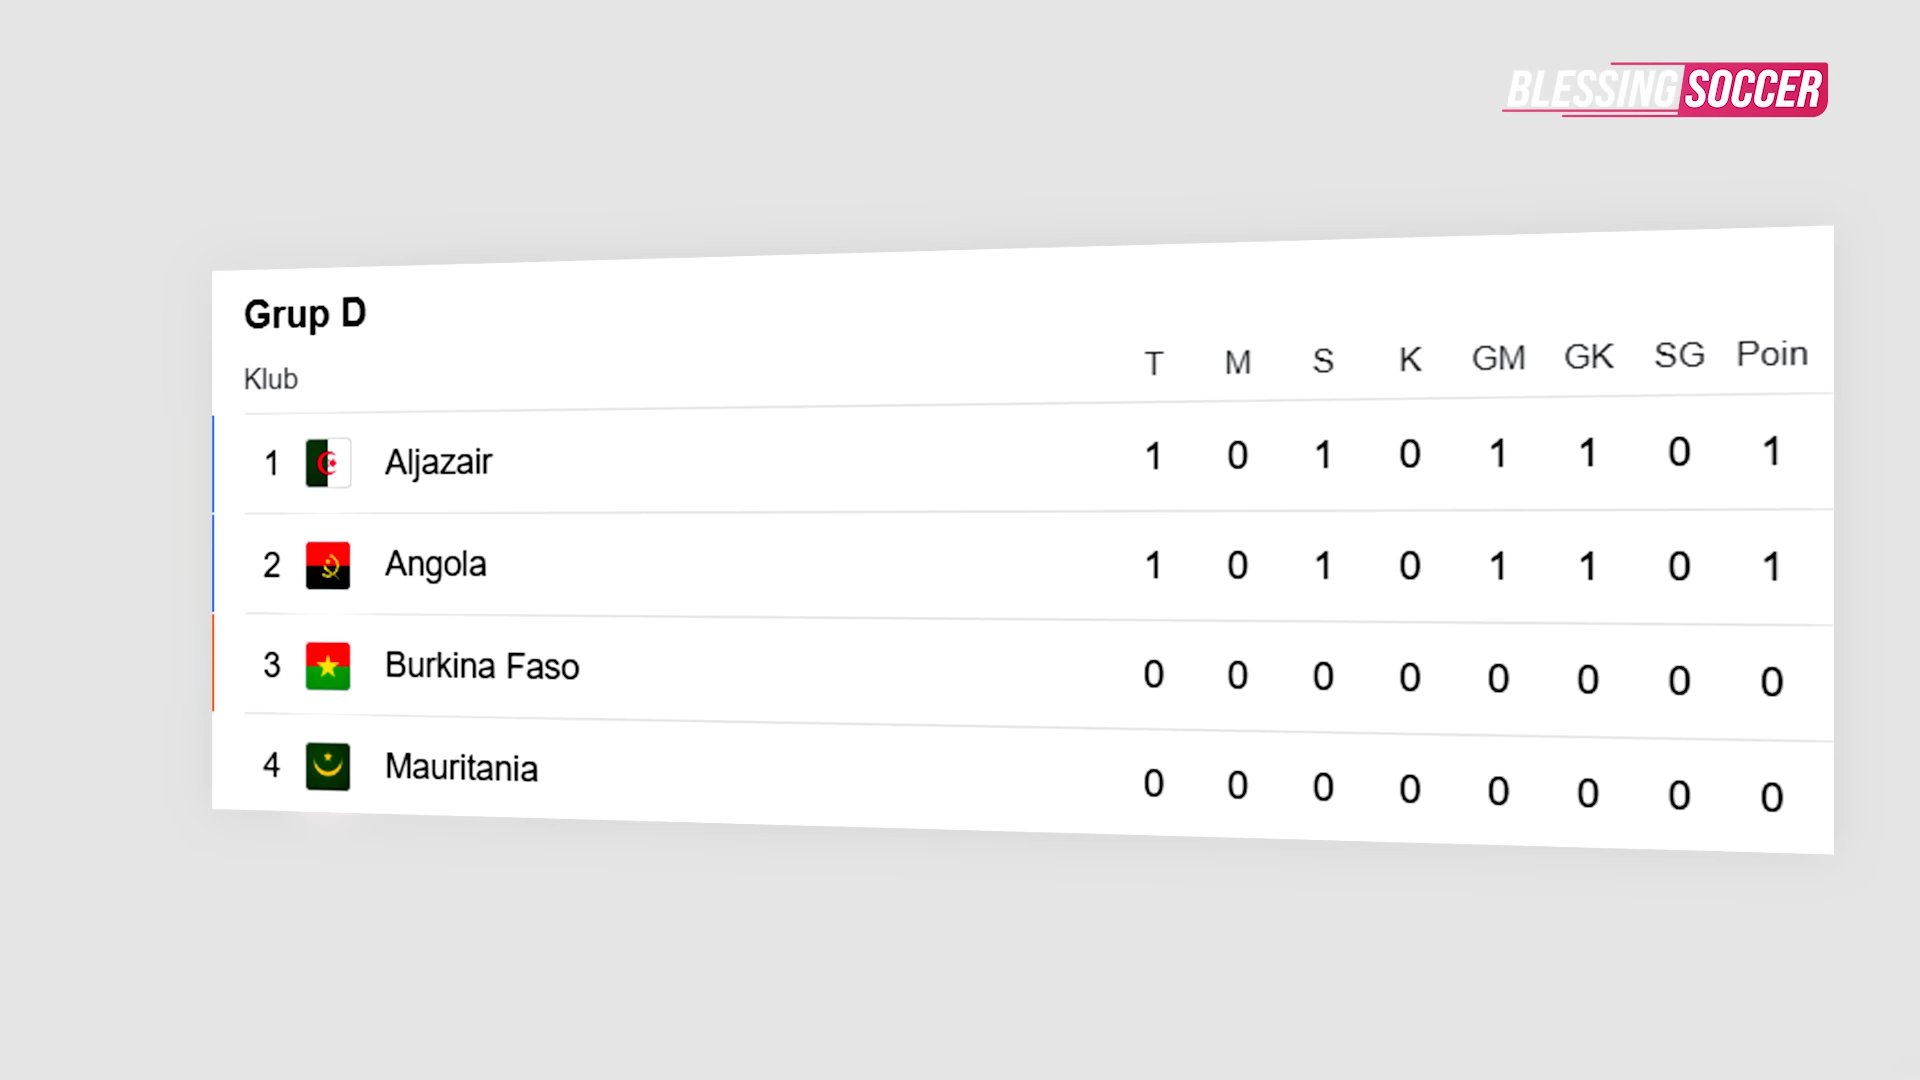 BLESSING SOCCER
Grup D
Klub T M S K GM GK SG Poin
1 Aljazair 1 0 1 0 1 1 0 1
2 Angola 1 0 1 0 1 1 0 1
3 Burkina Faso 0 0 0 0 0 0 0 0
4 Mauritania 0 0 0 0 0 0 0 0